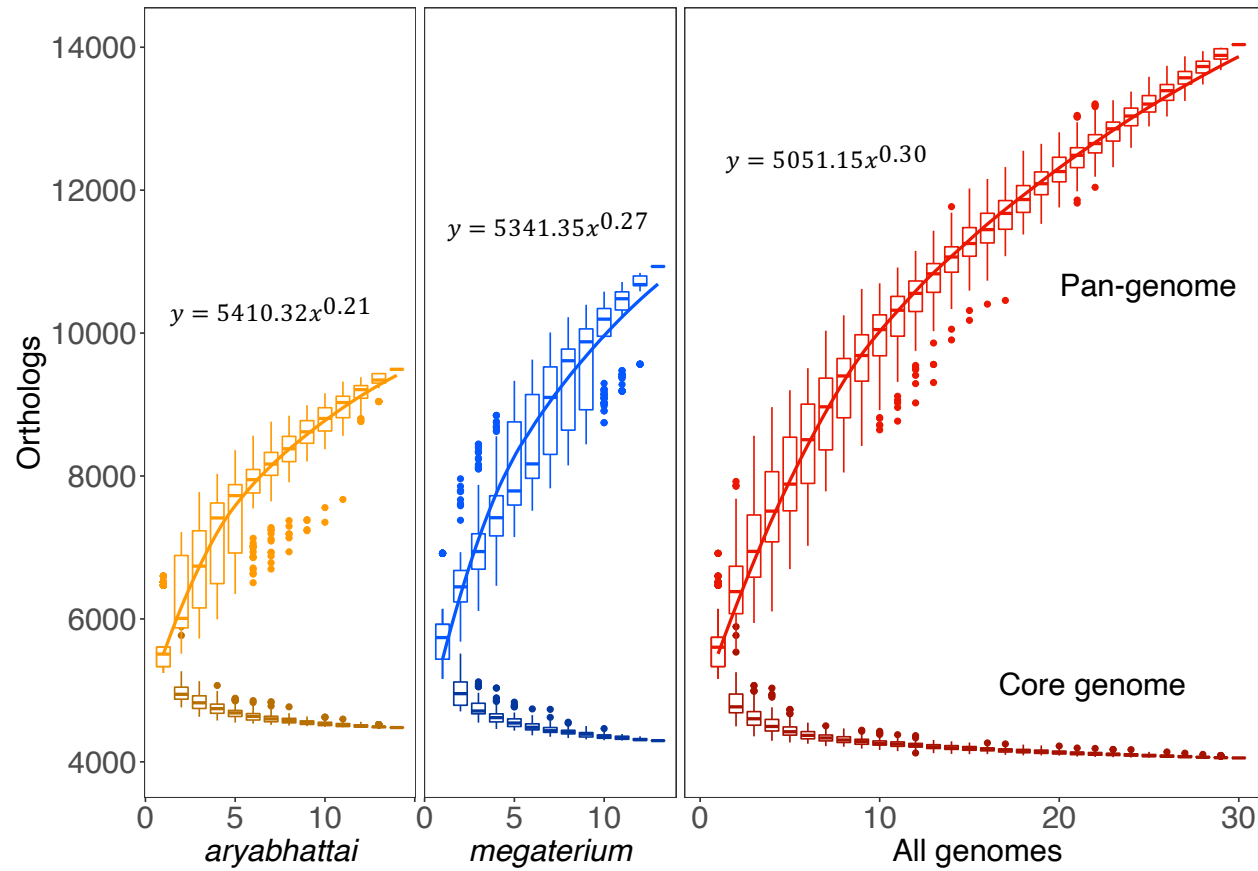 14000
12000
10000
8000
6000
4000
Orthologs
y = 5410.32x^0.21
y = 5341.35x^0.27
y = 5051.15x^0.30
Pan-genome
Core genome
0 5 10 0 5 10 0 10 20 30
aryabhattai megaterium All genomes